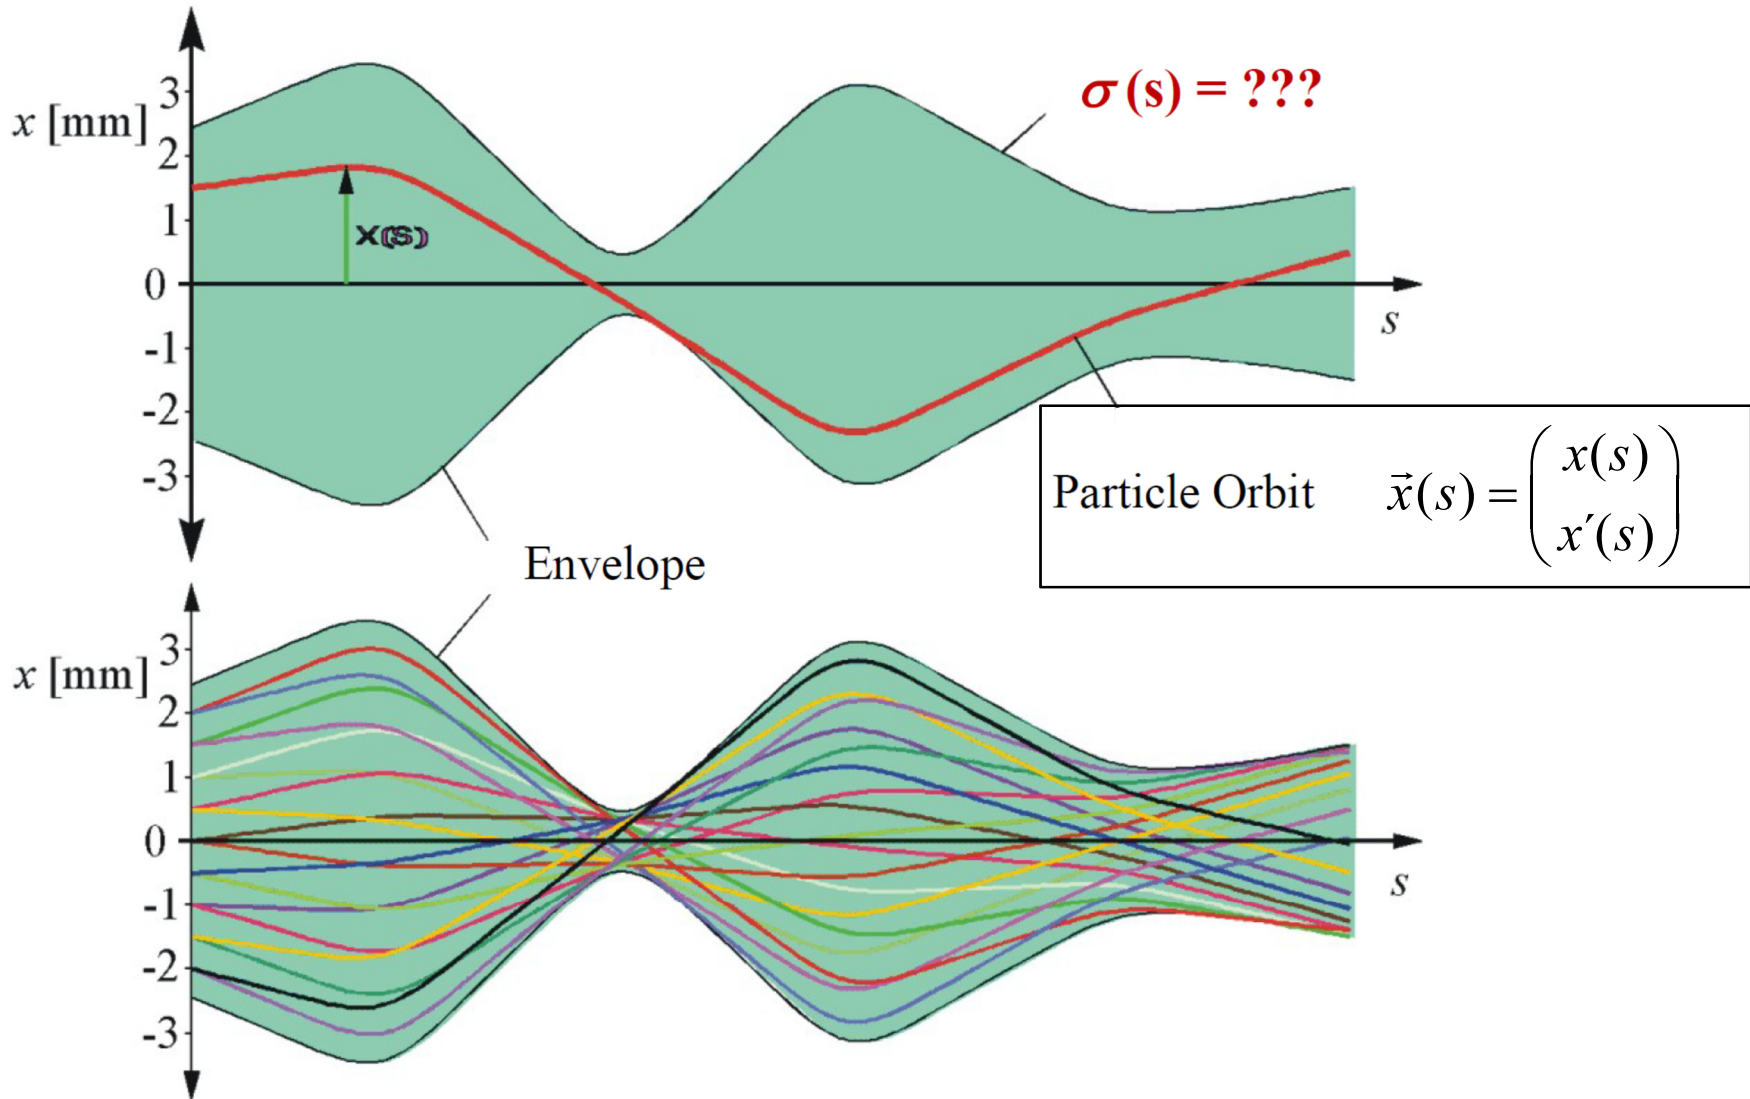 σ (s) = ???
x [mm]
3
2
1
0
-1
-2
-3
x(s)
s
Particle Orbit x⃗(s) = ( x(s)
x′(s) )
Envelope
x [mm]
3
2
1
0
-1
-2
-3
s